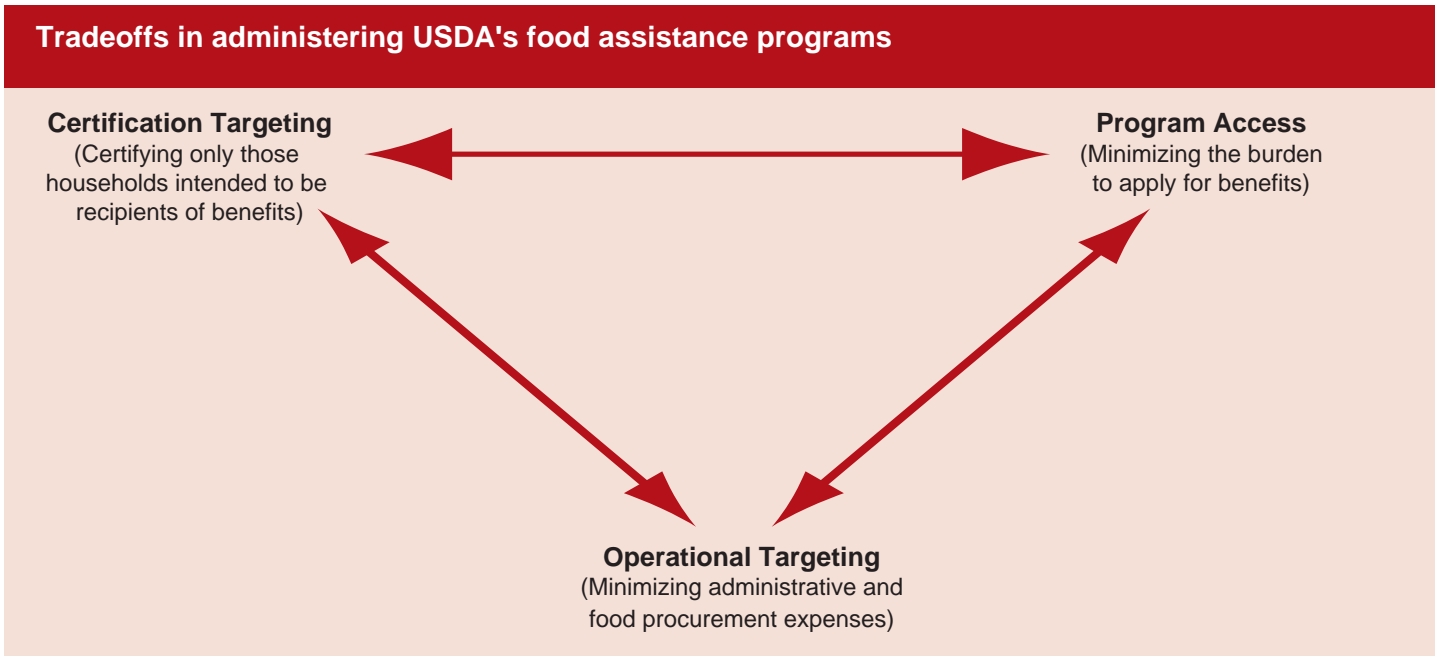 Tradeoffs in administering USDA's food assistance programs
Certification Targeting
(Certifying only those
households intended to be
recipients of benefits)
Program Access
(Minimizing the burden
to apply for benefits)
Operational Targeting
(Minimizing administrative and
food procurement expenses)